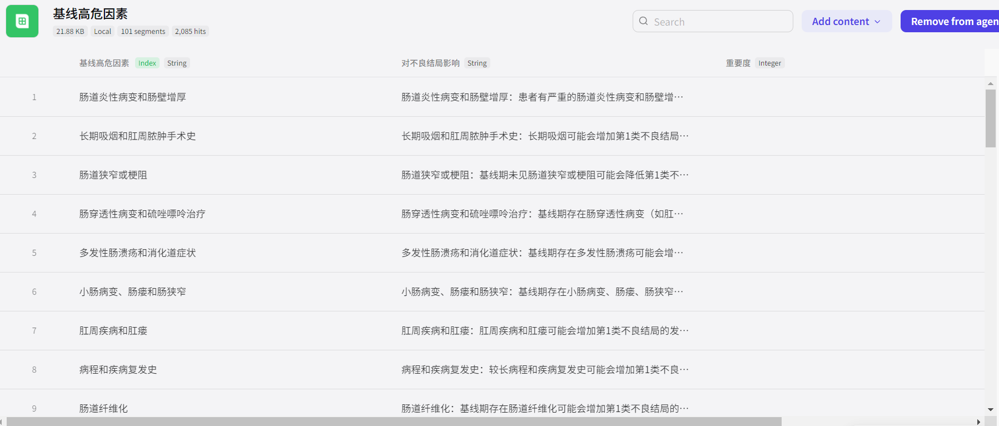 基线高危因素
21.88 KB Local 101 segments 2,085 hits
Search
Add content
Remove from agen
基线高危因素 Index String 对不良结局影响 String 重要度 Integer
1 肠道炎性病变和肠壁增厚 肠道炎性病变和肠壁增厚：患者有严重的肠道炎性病变和肠壁增…
2 长期吸烟和肛周脓肿手术史 长期吸烟和肛周脓肿手术史：长期吸烟可能会增加第1类不良结局…
3 肠道狭窄或梗阻 肠道狭窄或梗阻：基线期未见肠道狭窄或梗阻可能会降低第1类不…
4 肠穿透性病变和硫唑嘌呤治疗 肠穿透性病变和硫唑嘌呤治疗：基线期存在肠穿透性病变（如肛…
5 多发性肠溃疡和消化道症状 多发性肠溃疡和消化道症状：基线期存在多发性肠溃疡可能会增…
6 小肠病变、肠瘘和肠狭窄 小肠病变、肠瘘和肠狭窄：基线期存在小肠病变、肠瘘、肠狭窄…
7 肛周疾病和肛瘘 肛周疾病和肛瘘：肛周疾病和肛瘘可能会增加第1类不良结局的发…
8 病程和疾病复发史 病程和疾病复发史：较长病程和疾病复发史可能会增加第1类不良…
9 肠道纤维化 肠道纤维化：基线期存在肠道纤维化可能会增加第1类不良结局的…